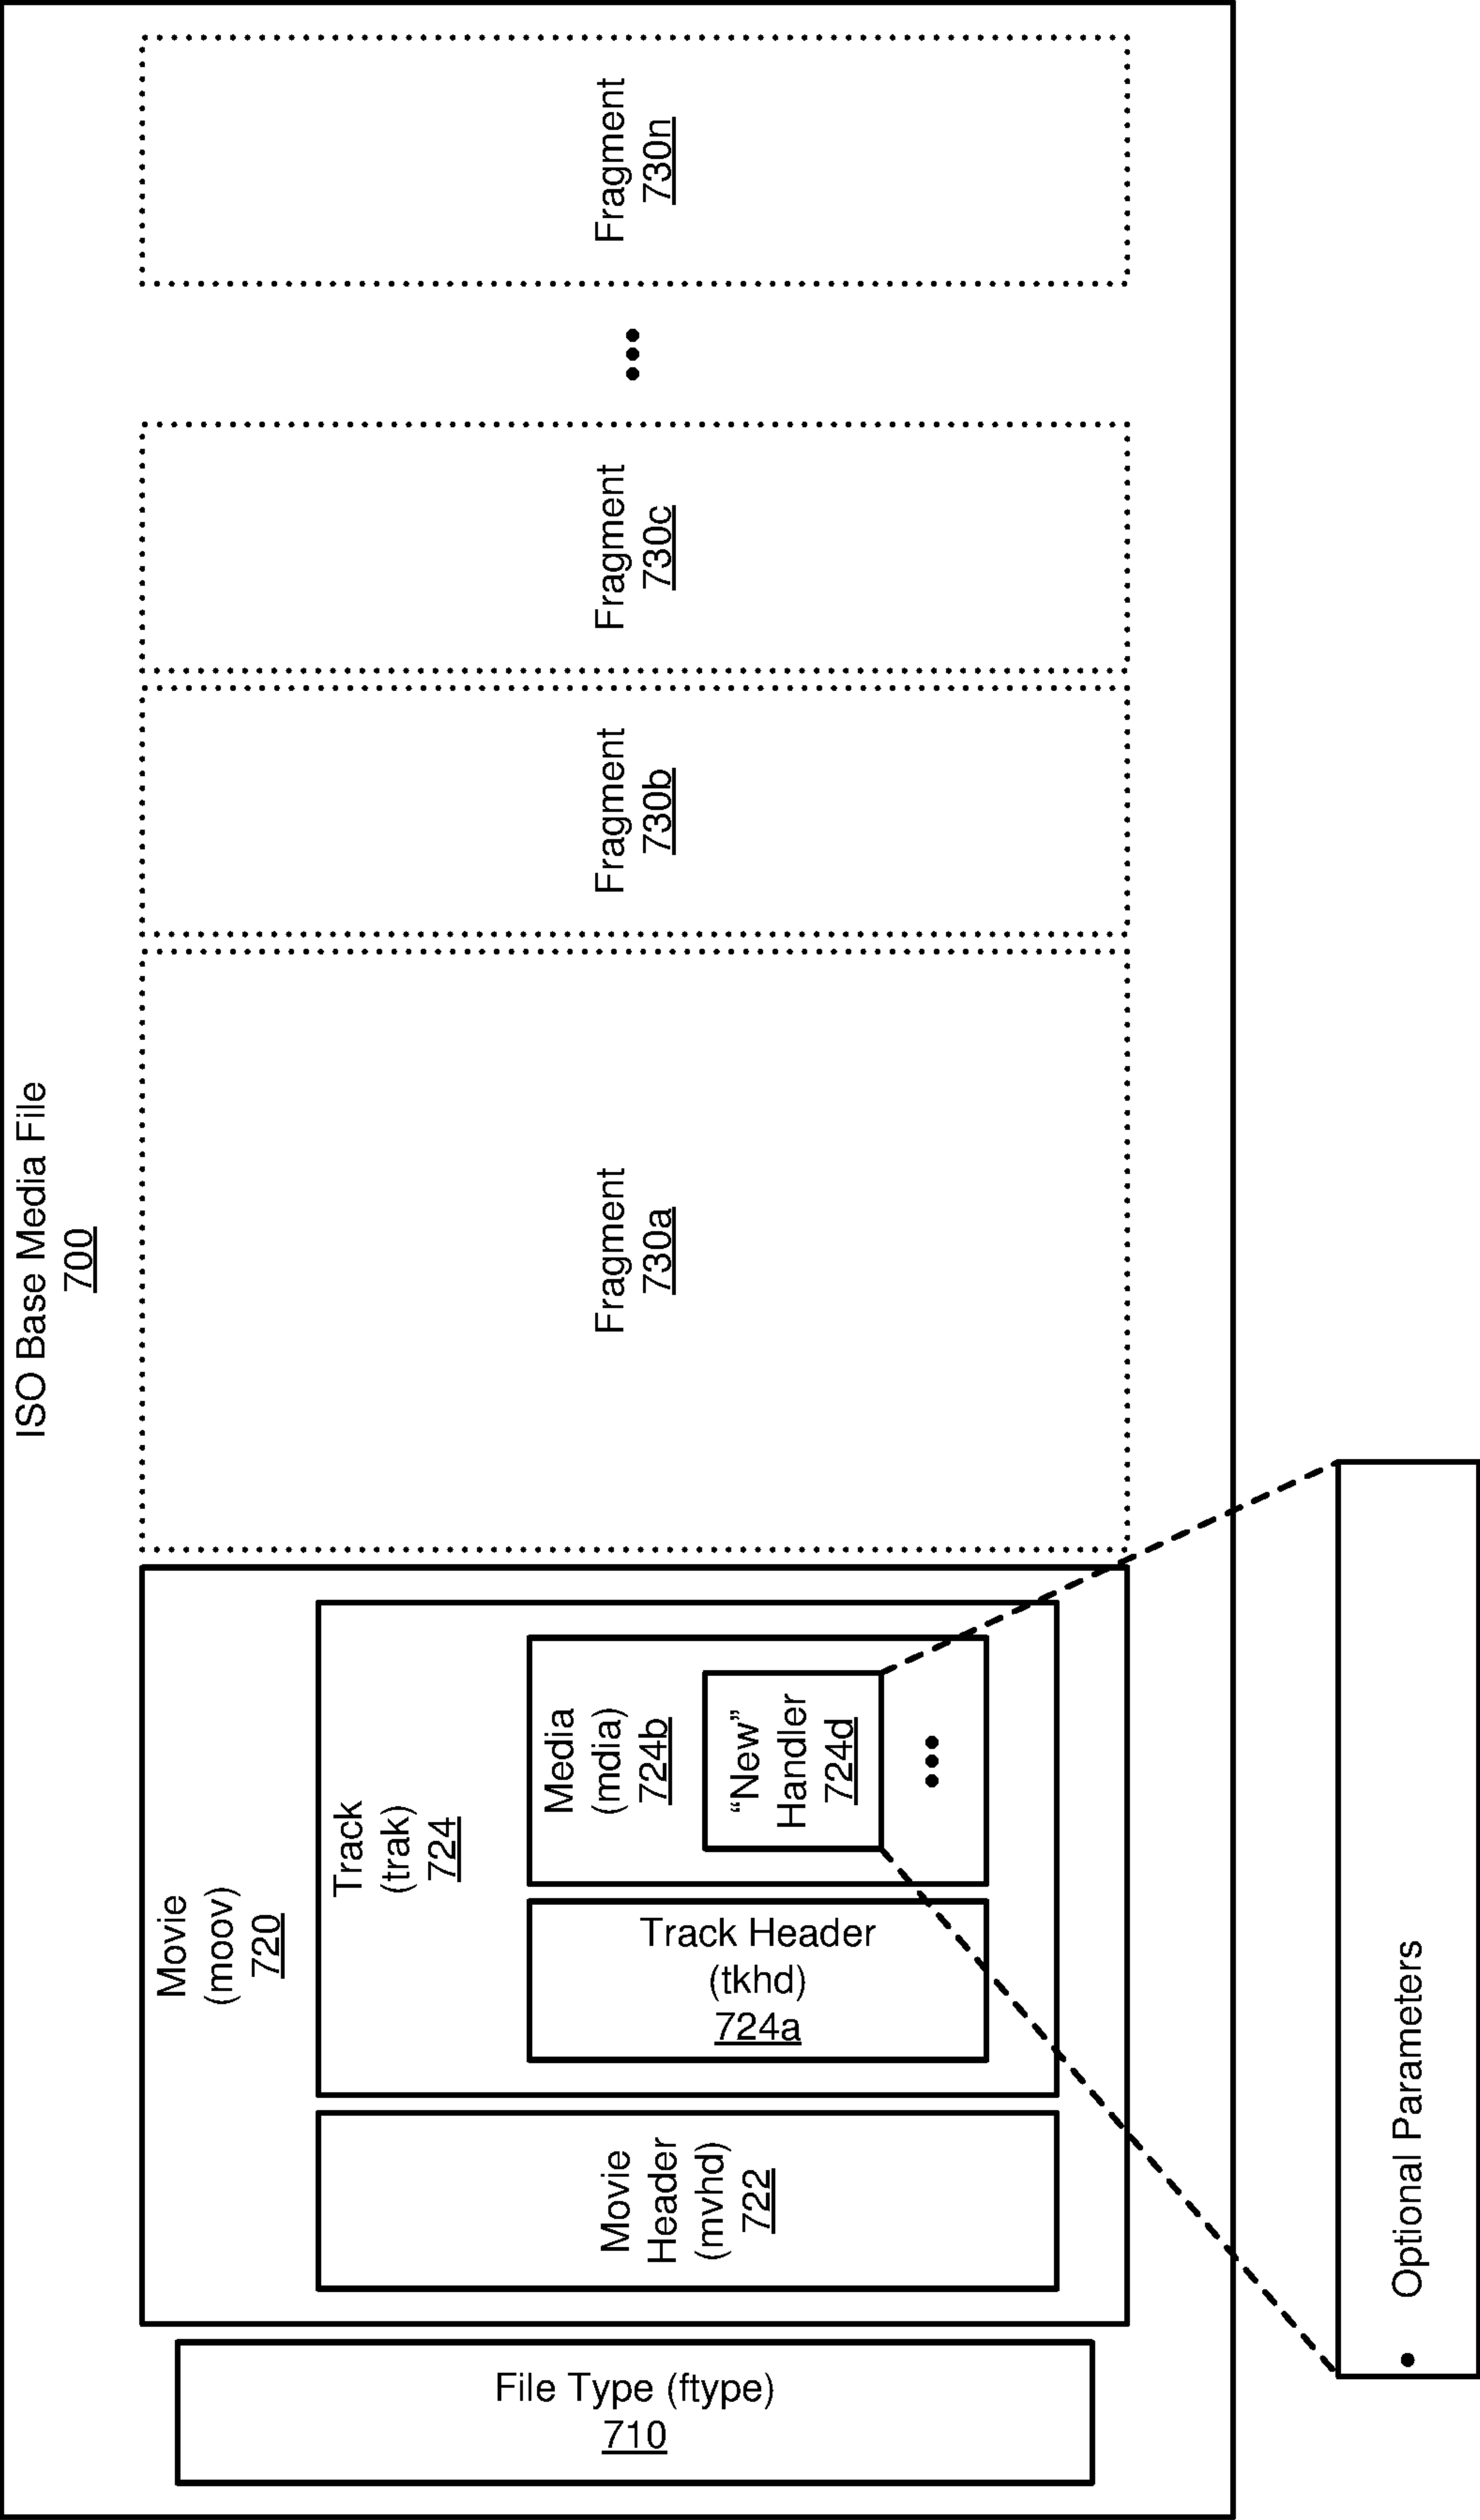 ISO Base Media File
700
File Type (ftype)
710
Movie
(moov)
720
Movie
Header
(mvhd)
722
Track
(trak)
724
Track Header
(tkhd)
724a
Media
(mdia)
724b
“New”
Handler
724d
•••
Fragment
730a
Fragment
730b
Fragment
730c
•••
Fragment
730n
• Optional Parameters